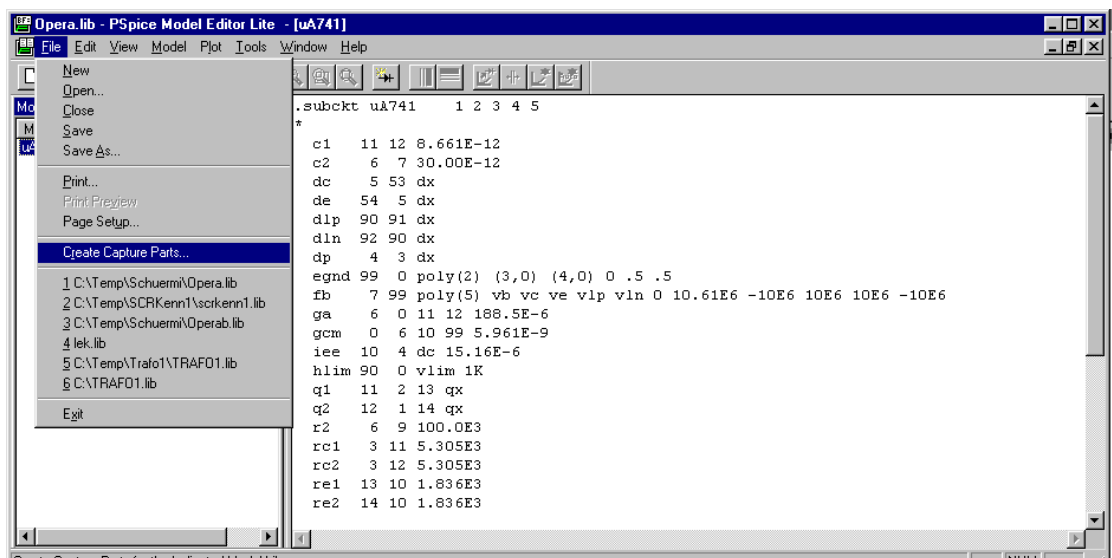 Opera.lib - PSpice Model Editor Lite - [uA741]
File Edit View Model Plot Tools Window Help
New
Open...
Close
Save
Save As...
Print...
Print Preview
Page Setup...
Create Capture Parts...
1 C:\Temp\Schuermi\Opera.lib
2 C:\Temp\SCRKenn1\scrkenn1.lib
3 C:\Temp\Schuermi\Operab.lib
4 lek.lib
5 C:\Temp\Trafo1\TRAFO1.lib
6 C:\TRAFO1.lib
Exit
.subckt uA741 1 2 3 4 5
*
c1 11 12 8.661E-12
c2 6 7 30.00E-12
dc 5 53 dx
de 54 5 dx
dlp 90 91 dx
dln 92 90 dx
dp 4 3 dx
egnd 99 0 poly(2) (3,0) (4,0) 0 .5 .5
fb 7 99 poly(5) vb vc ve vlp vln 0 10.61E6 -10E6 10E6 10E6 -10E6
ga 6 0 11 12 188.5E-6
gcm 0 6 10 99 5.961E-9
iee 10 4 dc 15.16E-6
hlim 90 0 vlim 1K
q1 11 2 13 qx
q2 12 1 14 qx
r2 6 9 100.0E3
rc1 3 11 5.305E3
rc2 3 12 5.305E3
re1 13 10 1.836E3
re2 14 10 1.836E3